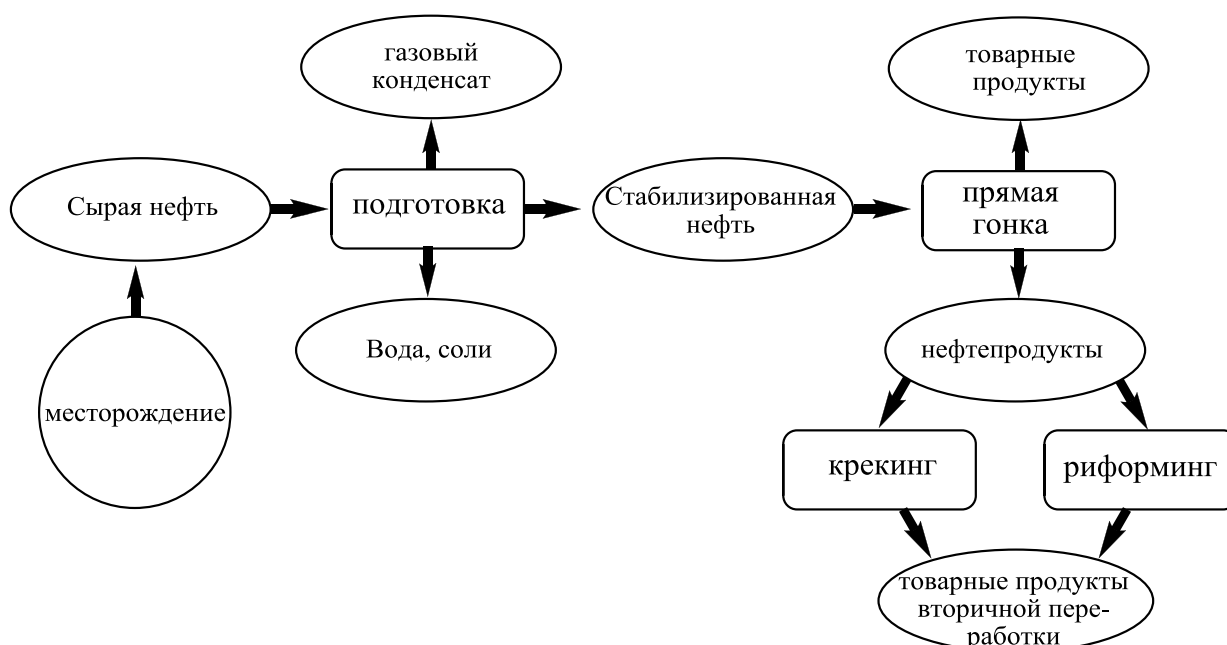 газовый
конденсат
товарные
продукты
Сырая нефть
подготовка
Стабилизированная
нефть
прямая
гонка
Вода, соли
нефтепродукты
месторождение
крекинг
риформинг
товарные продукты
вторичной пере-
работки